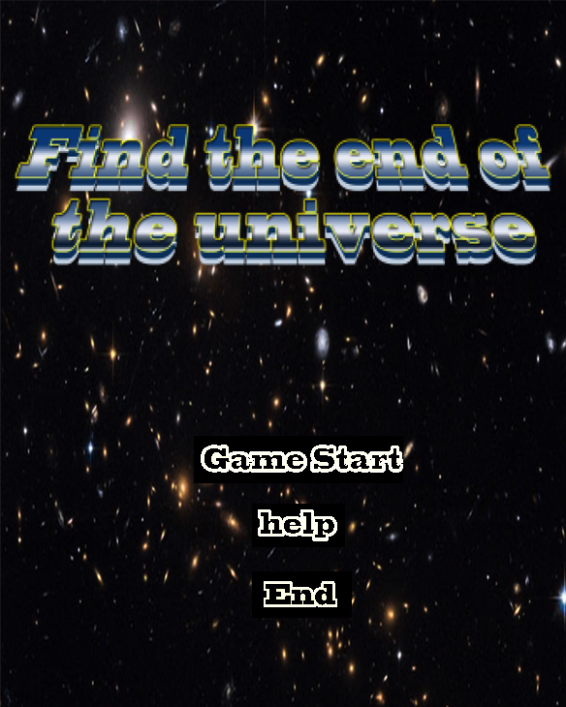 Find the end of
the universe
Game Start
help
End